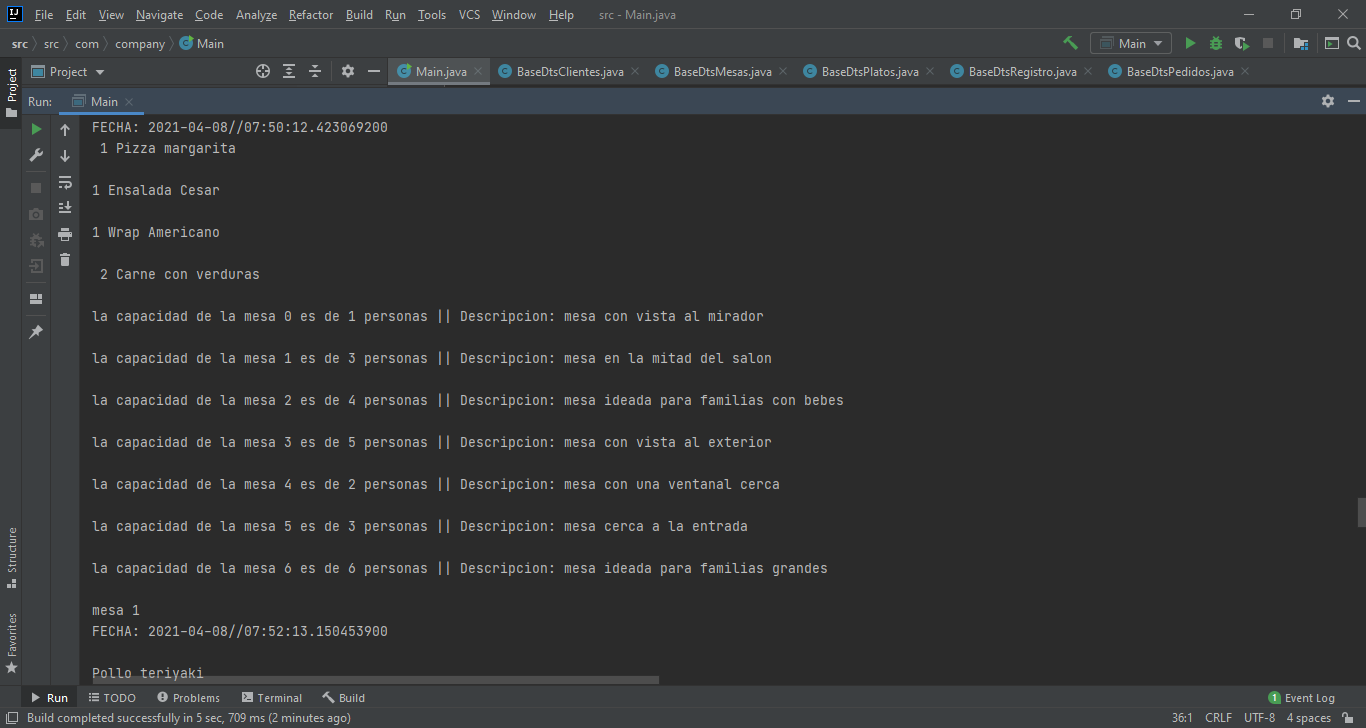 File Edit View Navigate Code Analyze Refactor Build Run Tools VCS Window Help src - Main.java
src src com company Main Main
Project Project Main.java BaseDtsClientes.java BaseDtsMesas.java BaseDtsPlatos.java BaseDtsRegistro.java BaseDtsPedidos.java
Run: Main
FECHA: 2021-04-08//07:50:12.423069200
1 Pizza margarita
1 Ensalada Cesar
1 Wrap Americano
2 Carne con verduras
la capacidad de la mesa 0 es de 1 personas || Descripcion: mesa con vista al mirador
la capacidad de la mesa 1 es de 3 personas || Descripcion: mesa en la mitad del salon
la capacidad de la mesa 2 es de 4 personas || Descripcion: mesa ideada para familias con bebes
la capacidad de la mesa 3 es de 5 personas || Descripcion: mesa con vista al exterior
la capacidad de la mesa 4 es de 2 personas || Descripcion: mesa con una ventanal cerca
la capacidad de la mesa 5 es de 3 personas || Descripcion: mesa cerca a la entrada
la capacidad de la mesa 6 es de 6 personas || Descripcion: mesa ideada para familias grandes
mesa 1
FECHA: 2021-04-08//07:52:13.150453900
Pollo teriyaki
Structure
Favorites
Run TODO Problems Terminal Build 1 Event Log
Build completed successfully in 5 sec, 709 ms (2 minutes ago) 36:1 CRLF UTF-8 4 spaces